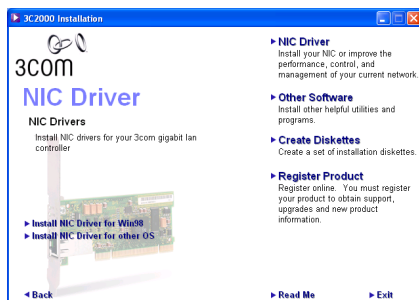 3C2000 Installation
3COM
NIC Driver
NIC Drivers
Install NIC drivers for your 3com gigabit lan
controller
Install NIC Driver for Win98
Install NIC Driver for other OS
Back
NIC Driver
Install your NIC or improve the
performance, control, and
management of your current network.
Other Software
Install other helpful utilities and
programs.
Create Diskettes
Create a set of installation diskettes.
Register Product
Register online. You must register
your product to obtain support,
upgrades and new product
information.
Read Me
Exit